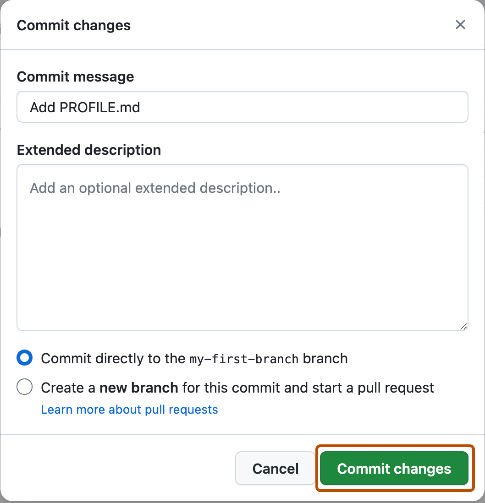 Commit changes
Commit message
Add PROFILE.md
Extended description
Add an optional extended description..
Commit directly to the my-first-branch branch
Create a new branch for this commit and start a pull request
Learn more about pull requests
Cancel
Commit changes